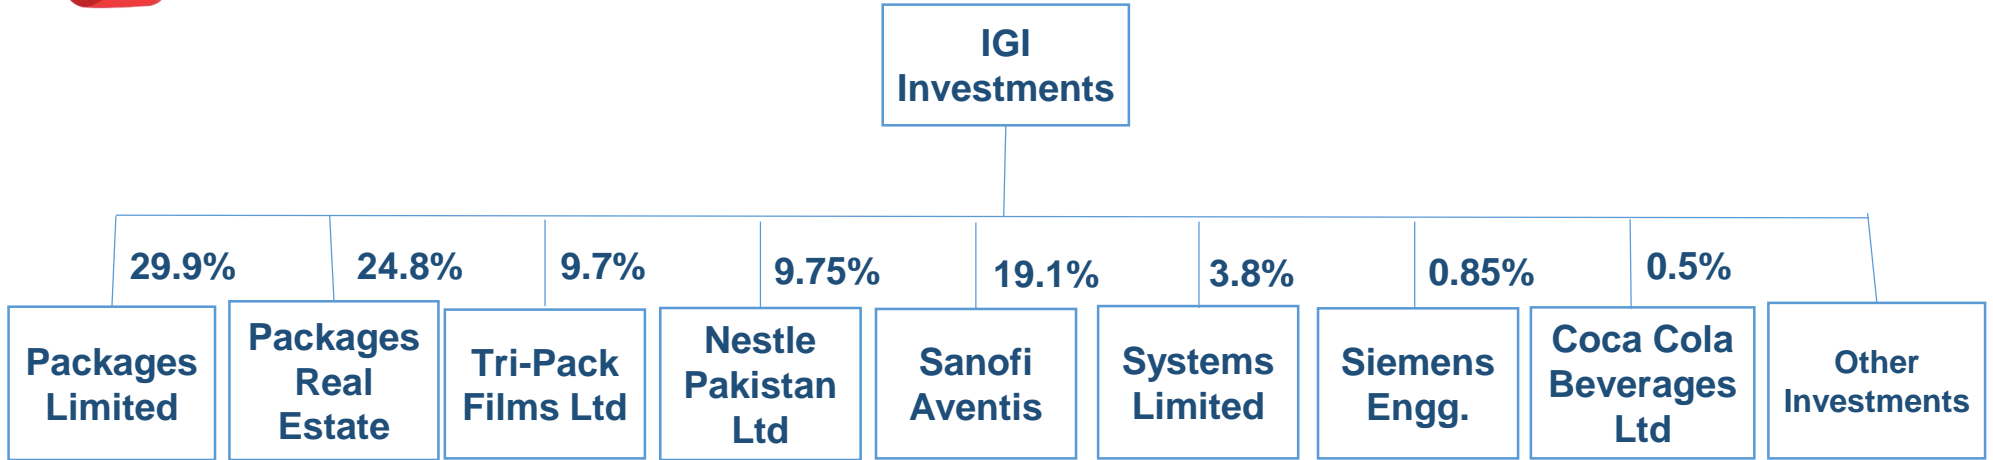 IGI
Investments
29.9%
24.8%
9.7%
9.75%
19.1%
3.8%
0.85%
0.5%
Packages
Limited
Packages
Real
Estate
Tri-Pack
Films Ltd
Nestle
Pakistan
Ltd
Sanofi
Aventis
Systems
Limited
Siemens
Engg.
Coca Cola
Beverages
Ltd
Other
Investments